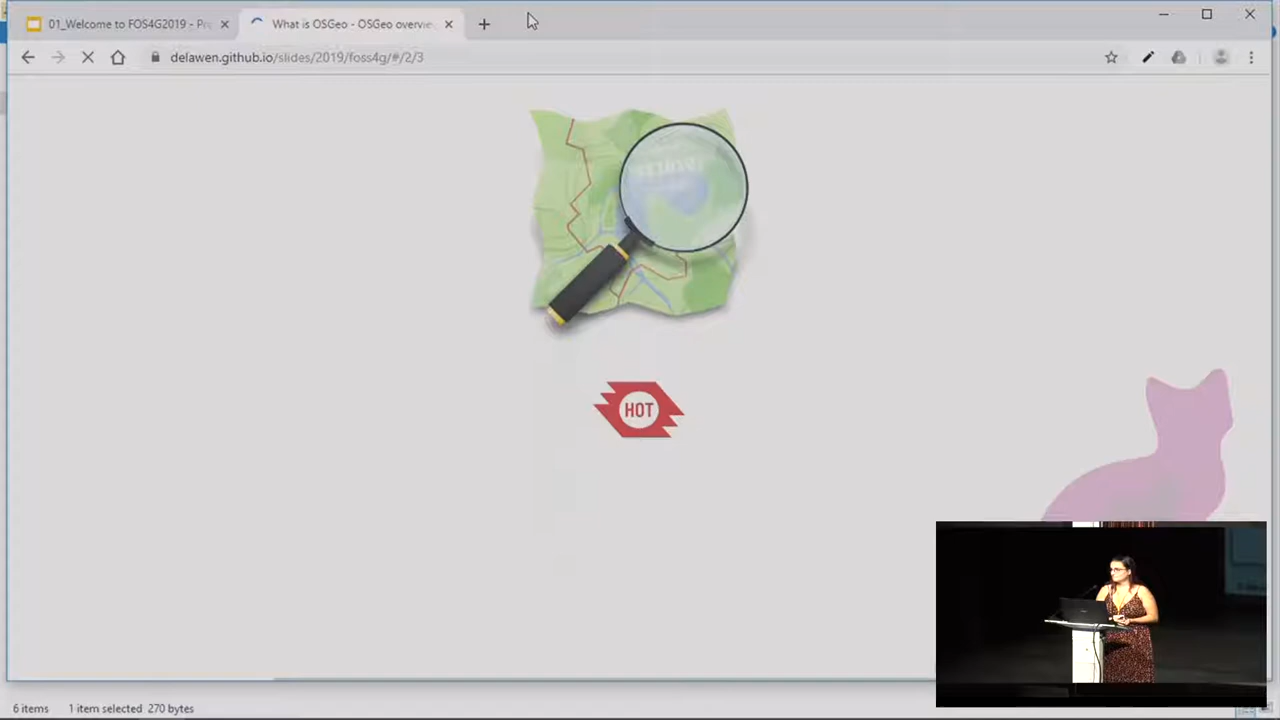 01_Welcome to FOS4G2019 - Pr
What is OSGeo - OSGeo overvie
delawen.github.io/slides/2019/foss4g/#/2/3
HOT
6 items 1 item selected 270 bytes